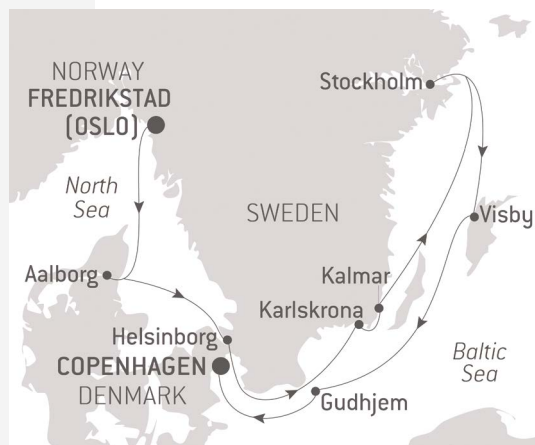 NORWAY
FREDRIKSTAD
(OSLO)
Stockholm
North
Sea
SWEDEN
Visby
Aalborg
Kalmar
Karlskrona
Helsinborg
COPENHAGEN
DENMARK
Baltic
Sea
Gudhjem